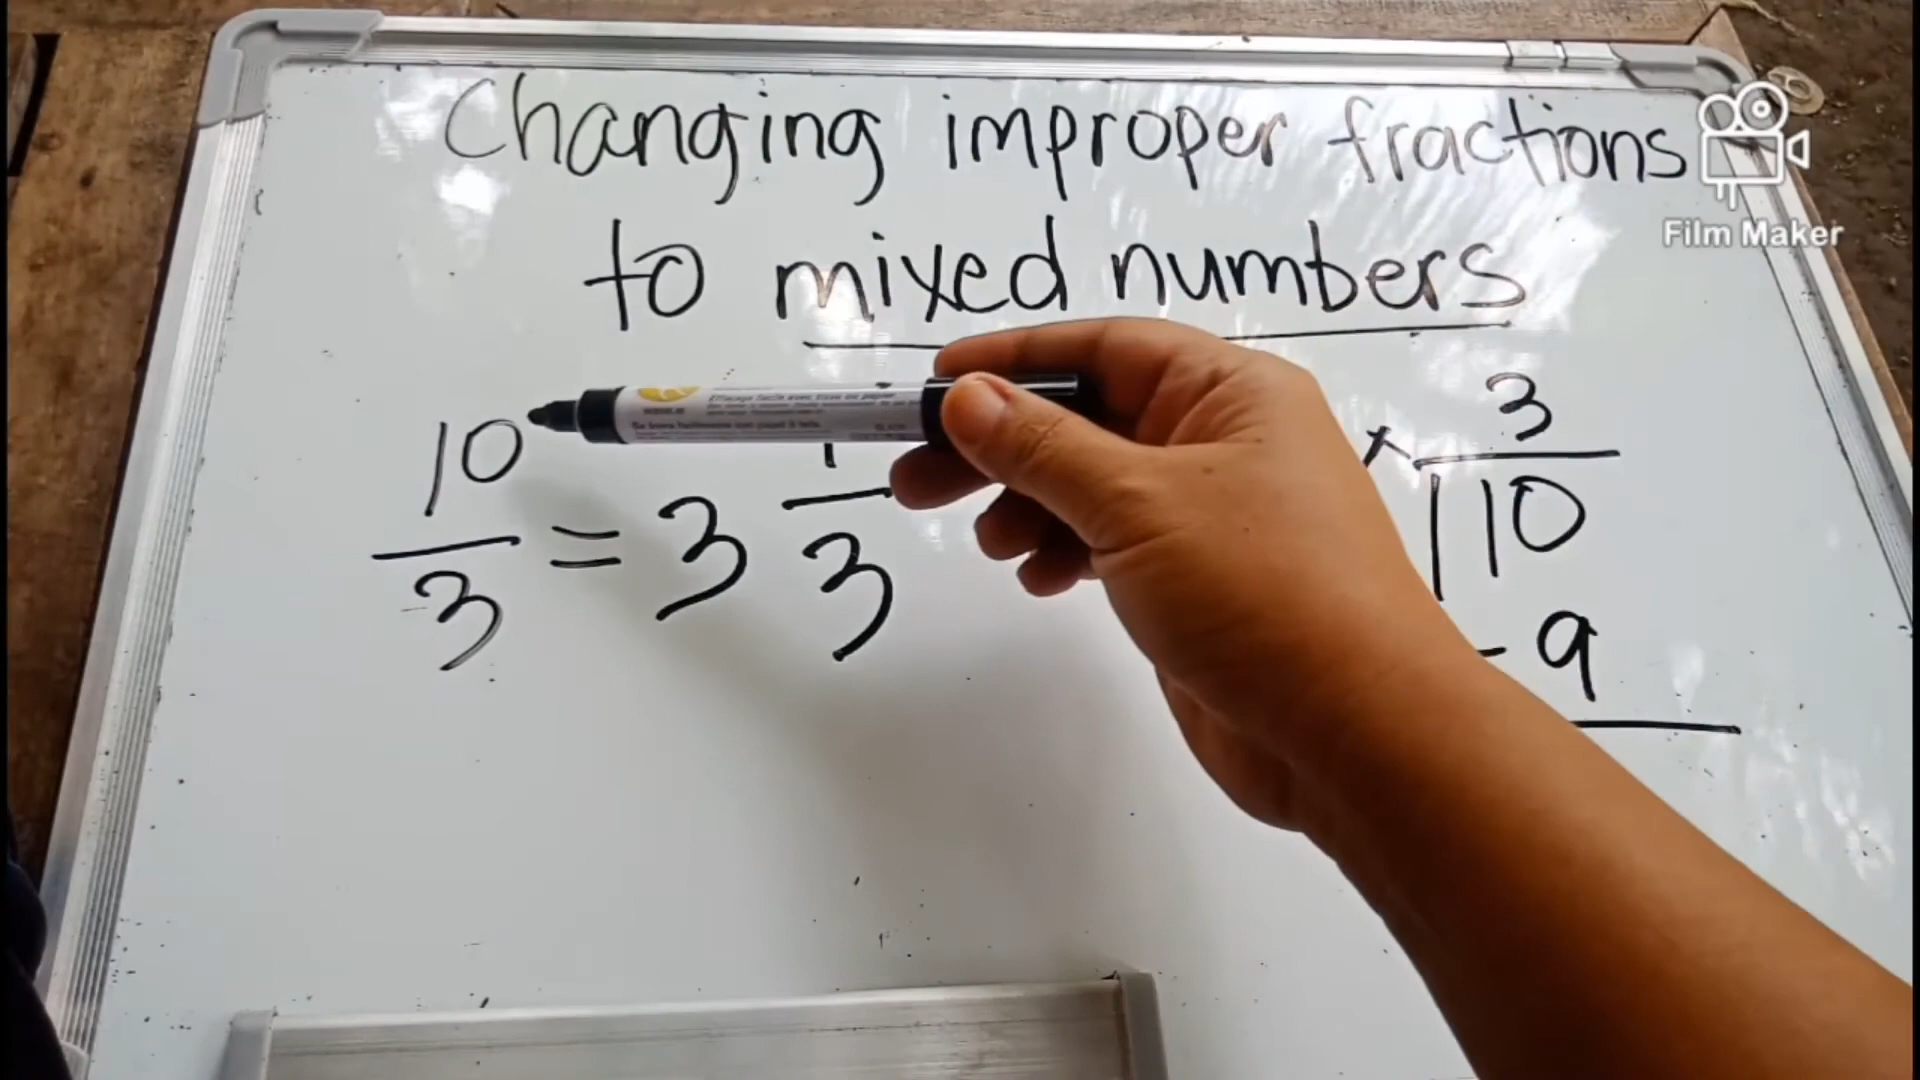 Changing improper fractions
to mixed numbers
Film Maker
10
3
= 3
1
3
× 3
10
- 9